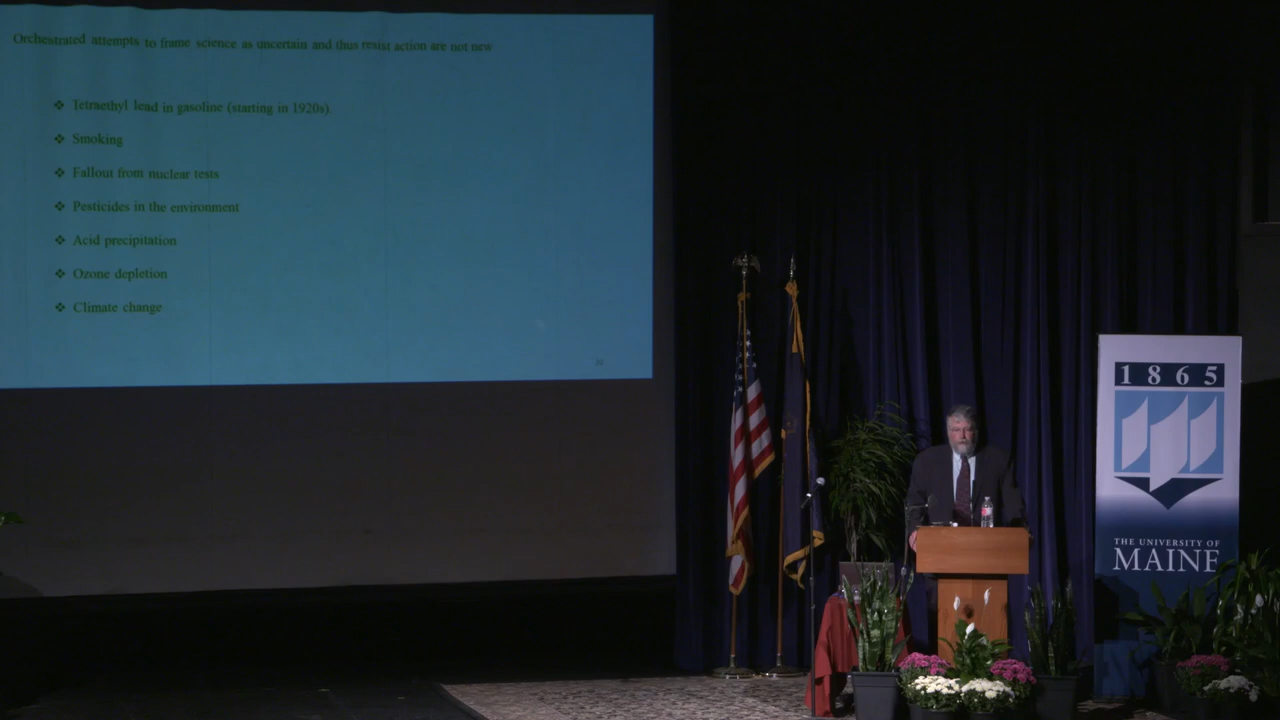 Orchestrated attempts to frame science as uncertain and thus resist action are not new
❖ Tetraethyl lead in gasoline (starting in 1920s).
❖ Smoking
❖ Fallout from nuclear tests
❖ Pesticides in the environment
❖ Acid precipitation
❖ Ozone depletion
❖ Climate change
1865
THE UNIVERSITY OF
MAINE